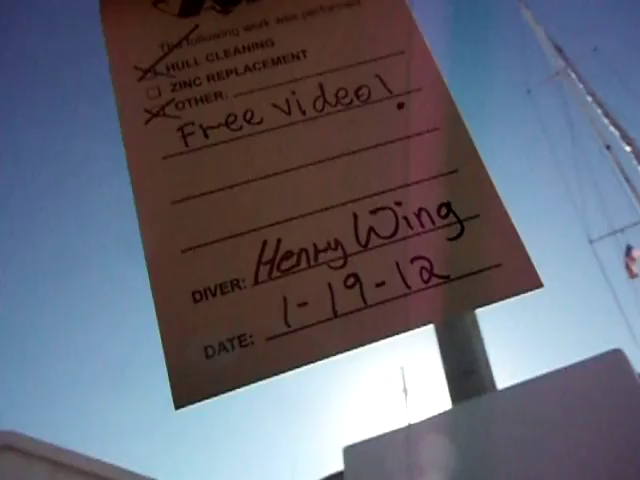 The following work was performed
HULL CLEANING
ZINC REPLACEMENT
OTHER:
Free video!
DIVER: Henry Wing
DATE: 1-19-12